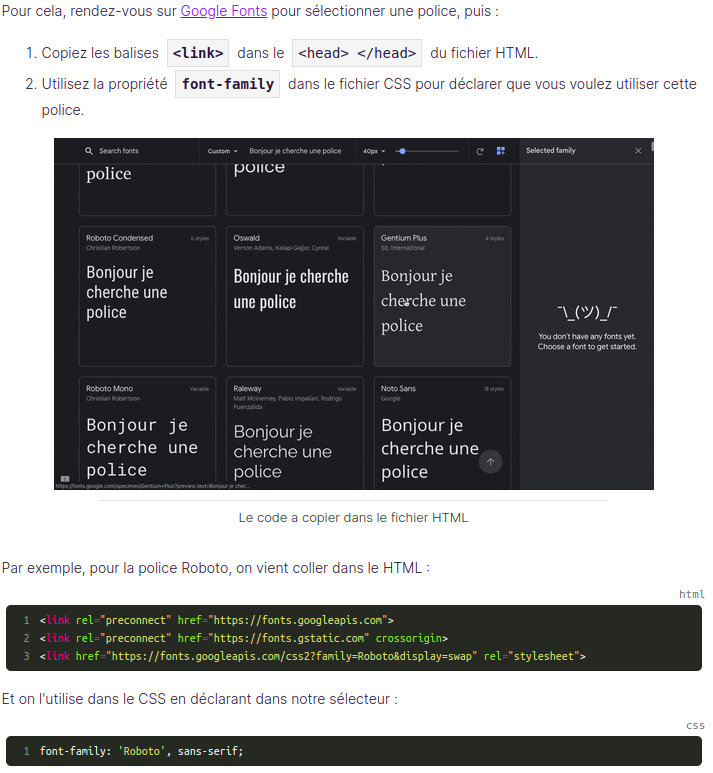 Pour cela, rendez-vous sur Google Fonts pour sélectionner une police, puis :
1. Copiez les balises <link> dans le <head> </head> du fichier HTML.
2. Utilisez la propriété font-family dans le fichier CSS pour déclarer que vous voulez utiliser cette
police.
Search fonts
Custom
Bonjour je cherche une police
40px
Selected family
police
police
Roboto Condensed
6 styles
Christian Robertson
Bonjour je
cherche une
police
Oswald
Variable
Vernon Adams, Kalapi Gajjar, Cyreal
Bonjour je cherche
une police
Gentium Plus
4 styles
SIL International
Bonjour je
cherche une
police
¯\_(ツ)_/¯
You don't have any fonts yet.
Choose a font to get started.
Roboto Mono
Variable
Christian Robertson
Bonjour je
cherche une
police
Raleway
Variable
Matt McInerney, Pablo Impallari, Rodrigo
Fuenzalida
Bonjour je
cherche une
police
Noto Sans
18 styles
Google
Bonjour je
cherche une
police
https://fonts.google.com/specimen/Gentium+Plus?preview.text=Bonjour je cher...
Le code a copier dans le fichier HTML
Par exemple, pour la police Roboto, on vient coller dans le HTML :
html
1 <link rel="preconnect" href="https://fonts.googleapis.com">
2 <link rel="preconnect" href="https://fonts.gstatic.com" crossorigin>
3 <link href="https://fonts.googleapis.com/css2?family=Roboto&display=swap" rel="stylesheet">
Et on l'utilise dans le CSS en déclarant dans notre sélecteur :
css
1 font-family: 'Roboto', sans-serif;